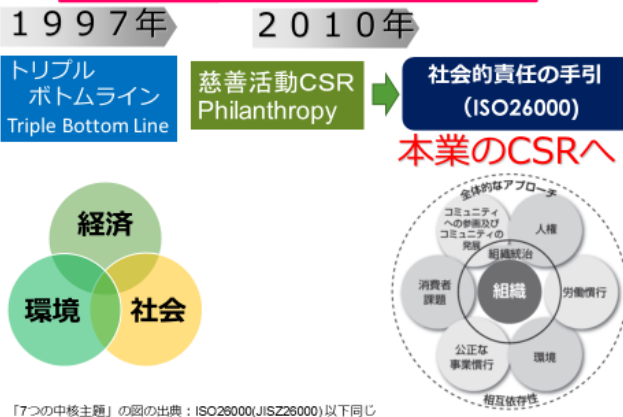 1997年
2010年
トリプル
ボトムライン
Triple Bottom Line
慈善活動CSR
Philanthropy
社会的責任の手引
（ISO26000)
本業のCSRへ
経済
環境
社会
全体的なアプローチ
コミュニティ
への参画及び
コミュニティの
発展
人権
組織統治
消費者
課題
組織
労働慣行
公正な
事業慣行
環境
相互依存性
「7つの中核主題」の図の出典：ISO26000(JISZ26000)以下同じ